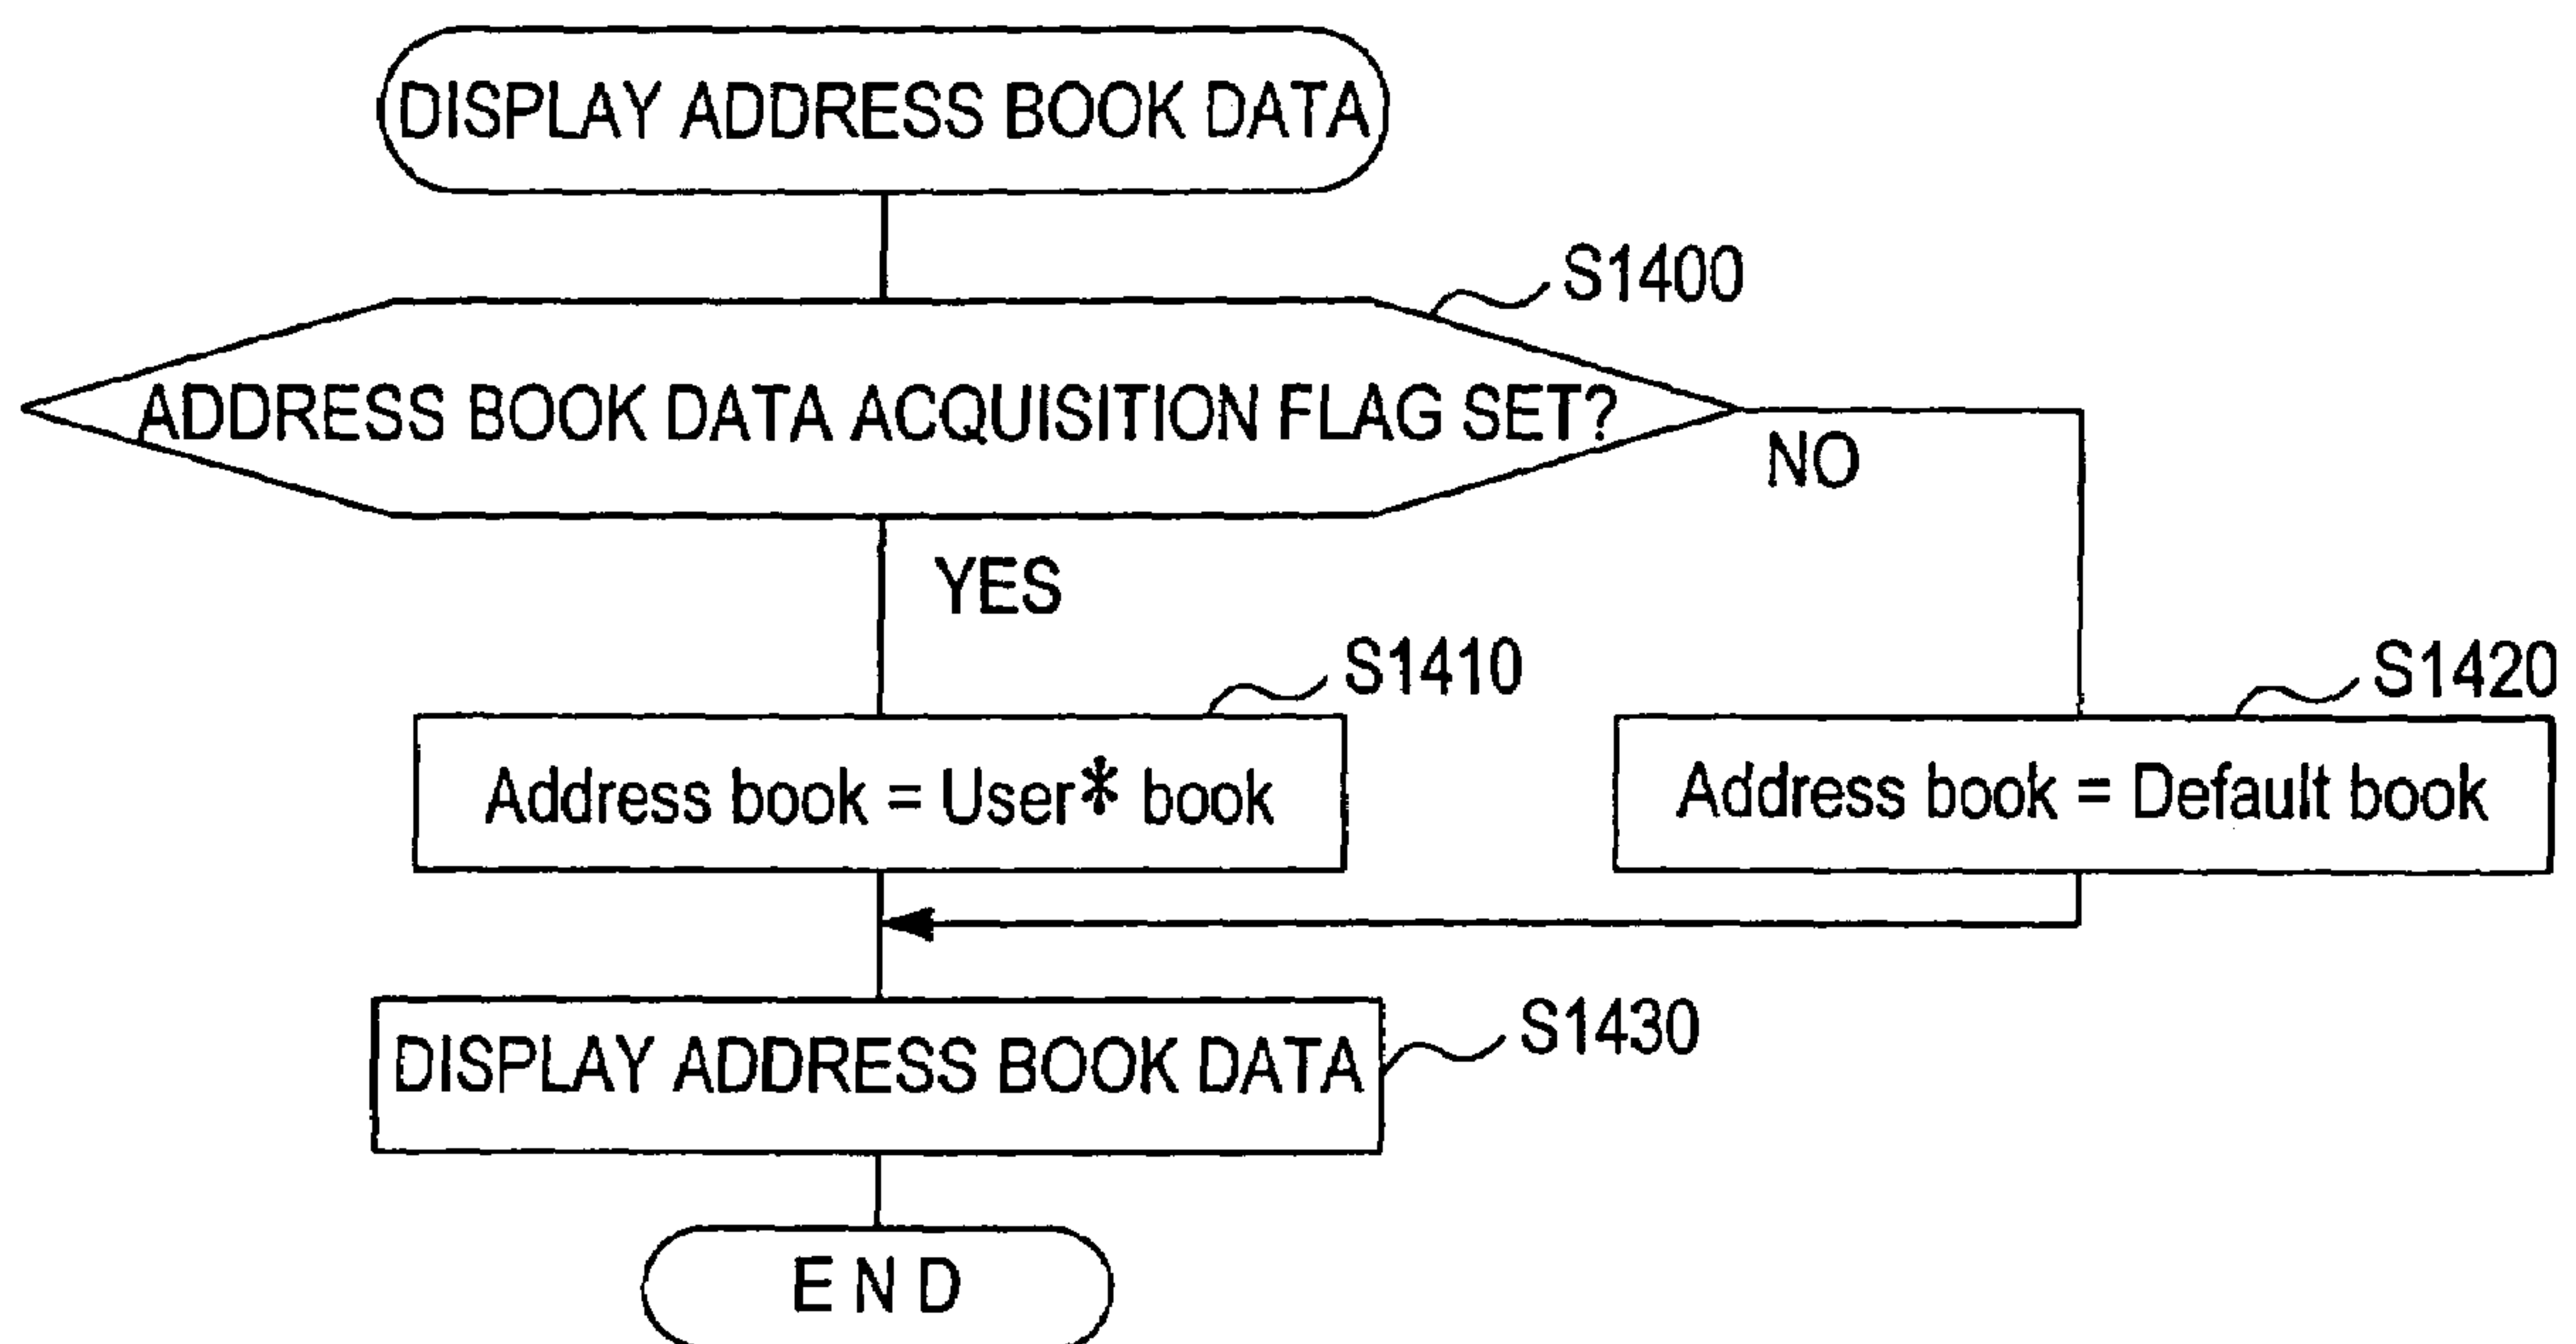 DISPLAY ADDRESS BOOK DATA
S1400
ADDRESS BOOK DATA ACQUISITION FLAG SET?
NO
YES
S1410
S1420
Address book = User* book
Address book = Default book
DISPLAY ADDRESS BOOK DATA
S1430
END